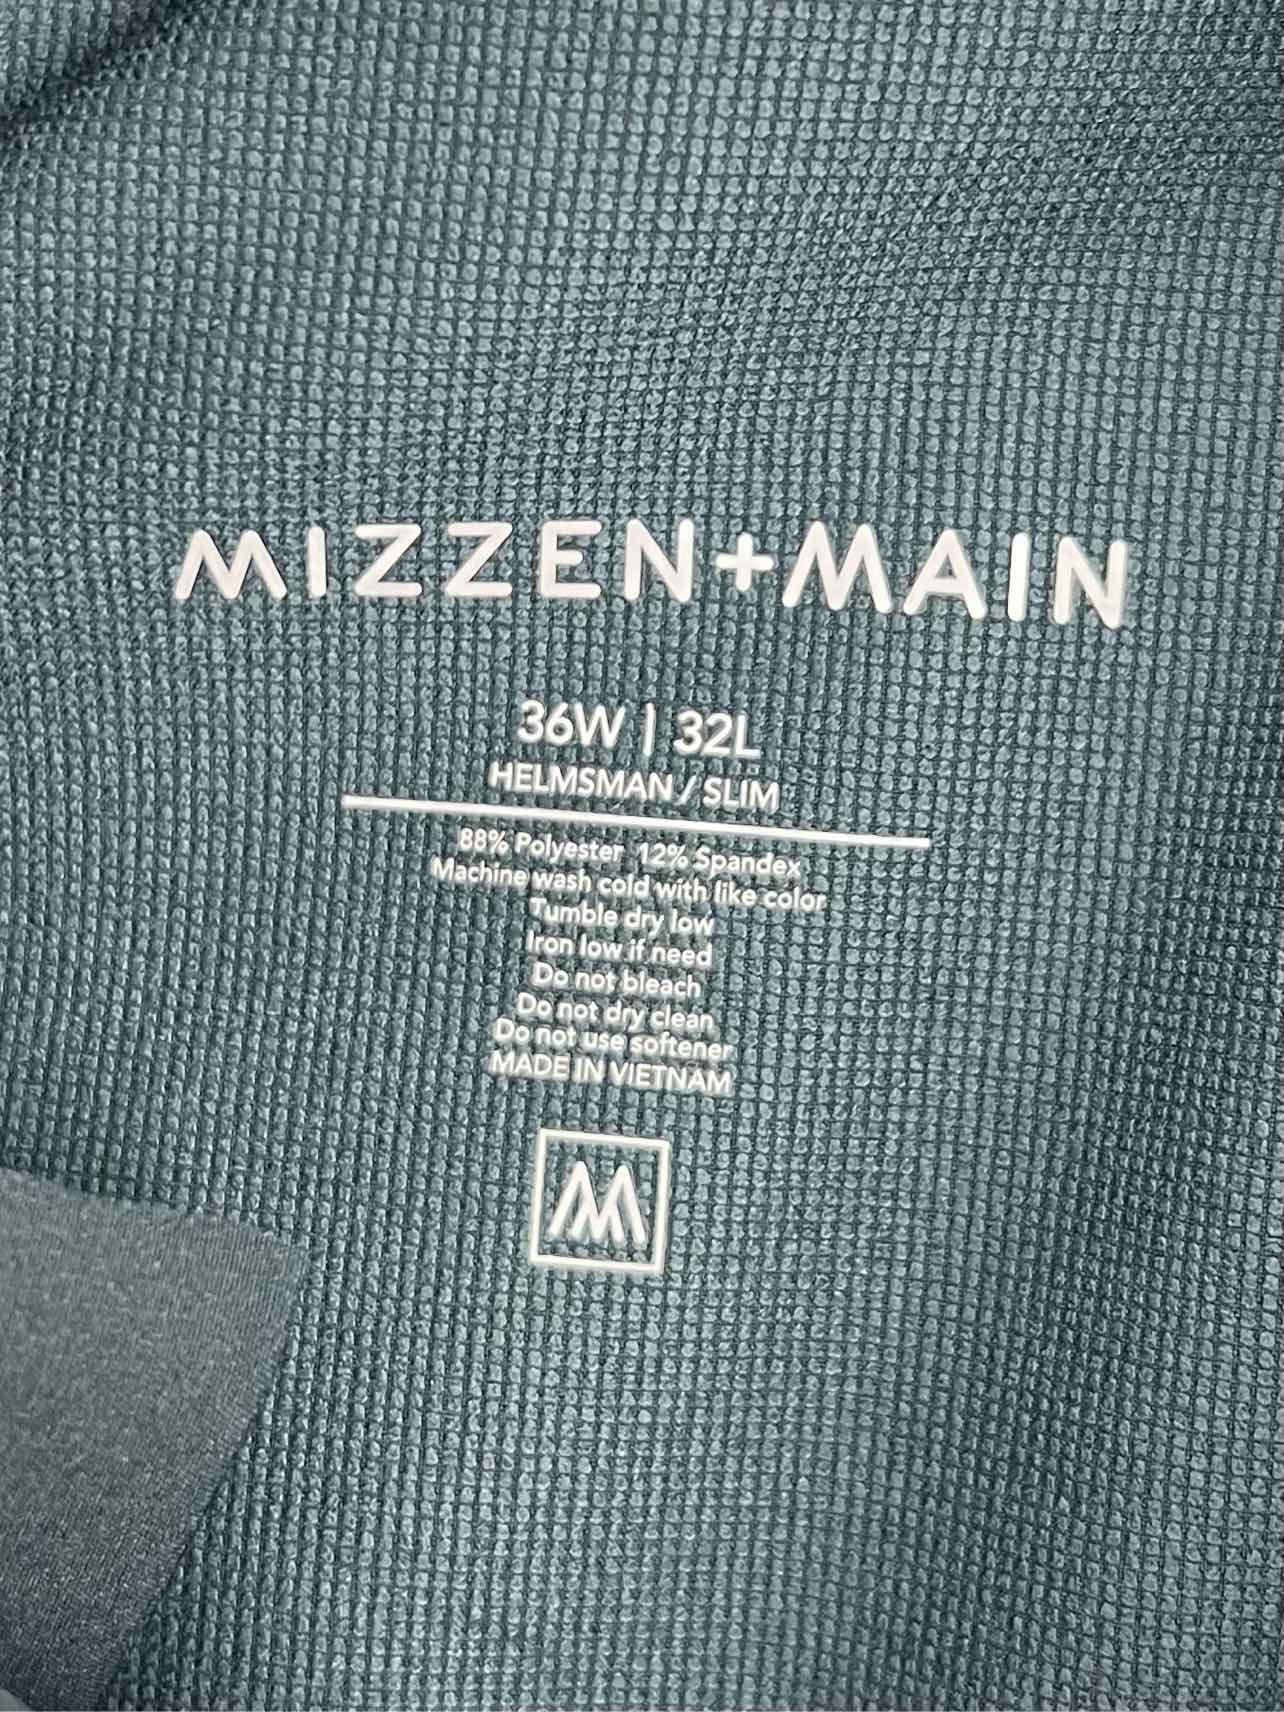 MIZZEN+MAIN
36W | 32L
HELMSMAN / SLIM
88% Polyester 12% Spandex
Machine wash cold with like color
Tumble dry low
Iron low if need
Do not bleach
Do not dry clean
Do not use softener
MADE IN VIETNAM
M